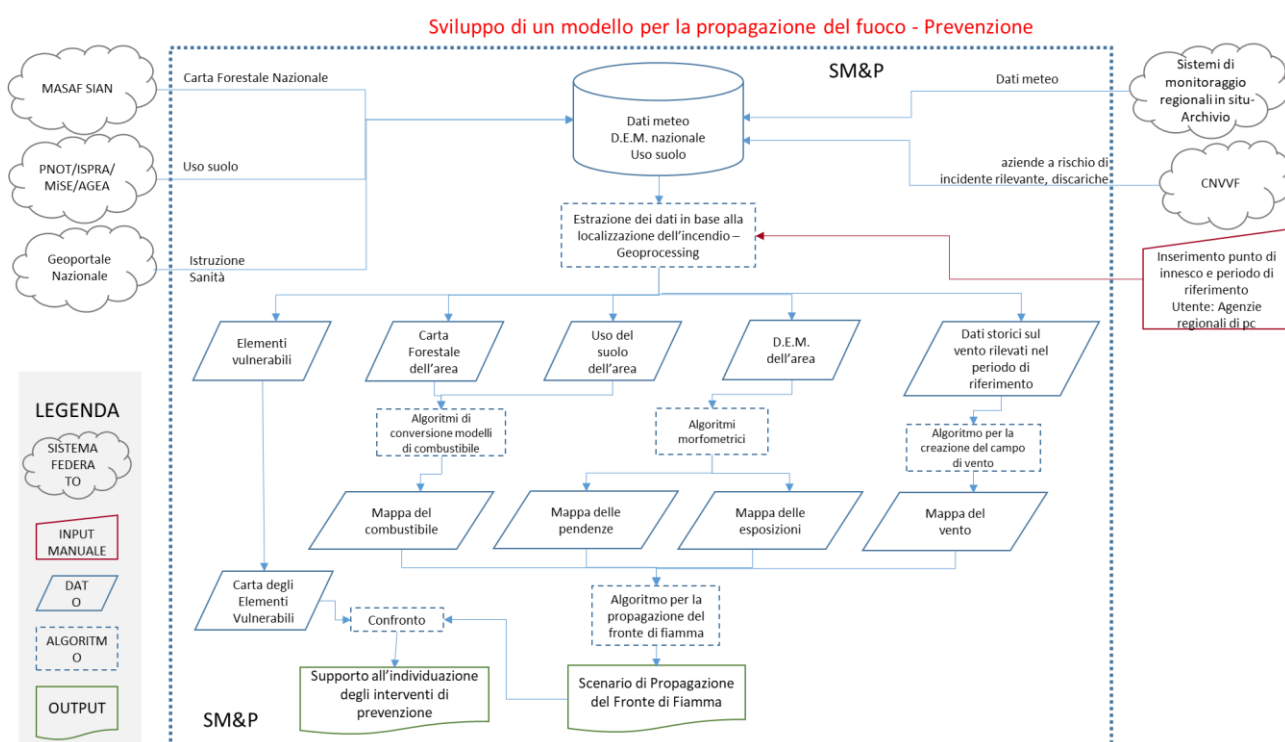 Sviluppo di un modello per la propagazione del fuoco - Prevenzione
SM&P
MASAF SIAN
Carta Forestale Nazionale
Dati meteo
D.E.M. nazionale
Uso suolo
Dati meteo
Sistemi di
monitoraggio
regionali in situ-
Archivio
PNOT/ISPRA/
MiSE/AGEA
Uso suolo
aziende a rischio di
incidente rilevante, discariche
CNVVF
Geoportale
Nazionale
Istruzione
Sanità
Estrazione dei dati in base alla
localizzazione dell'incendio –
Geoprocessing
Inserimento punto di
innesco e periodo di
riferimento
Utente: Agenzie
regionali di pc
Elementi
vulnerabili
Carta
Forestale
dell'area
Uso del
suolo
dell'area
D.E.M.
dell'area
Dati storici sul
vento rilevati nel
periodo di
riferimento
Algoritmi di
conversione modelli
di combustibile
Algoritmi
morfometrici
Algoritmo per la
creazione del campo
di vento
Mappa del
combustibile
Mappa delle
pendenze
Mappa delle
esposizioni
Mappa del
vento
Carta degli
Elementi
Vulnerabili
Confronto
Algoritmo per la
propagazione del
fronte di fiamma
Supporto all'individuazione
degli interventi di
prevenzione
Scenario di Propagazione
del Fronte di Fiamma
SM&P
LEGENDA
SISTEMA
FEDERA
TO
INPUT
MANUALE
DAT
O
ALGORITM
O
OUTPUT